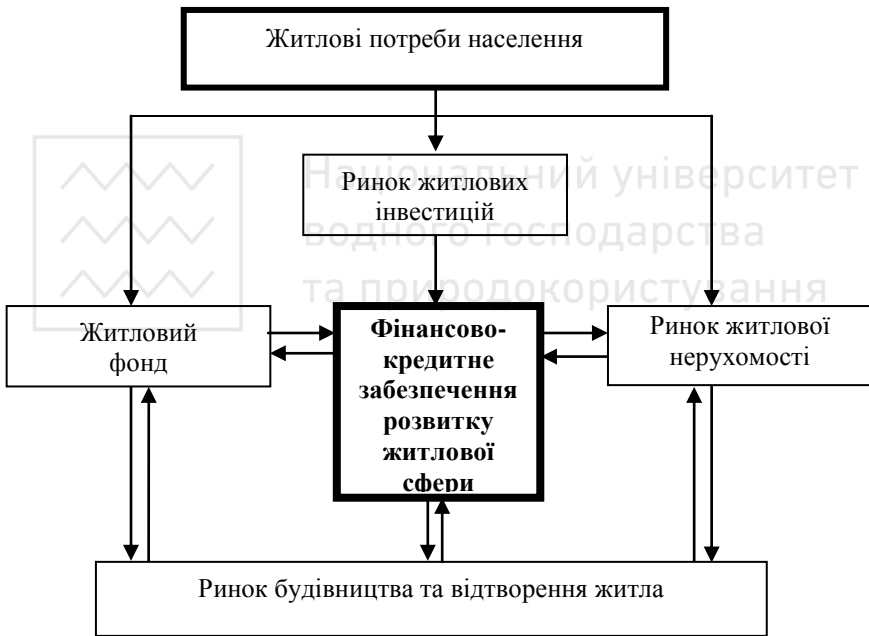 Житлові потреби населення
Національний університет
водного господарства
та природокористування
Ринок житлових
інвестицій
Житловий
фонд
Фінансово-
кредитне
забезпечення
розвитку
житлової
сфери
Ринок житлової
нерухомості
Ринок будівництва та відтворення житла